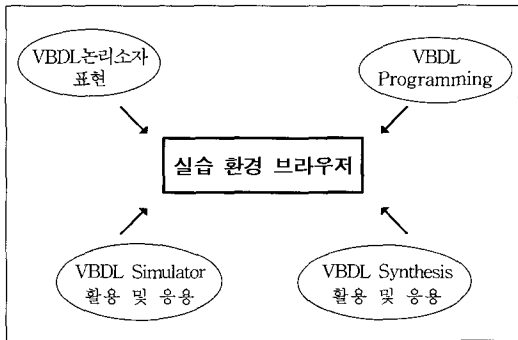 VBDL논리소자
표현
VBDL
Programming
실습 환경 브라우저
VBDL Simulator
활용 및 응용
VBDL Synthesis
활용 및 응용